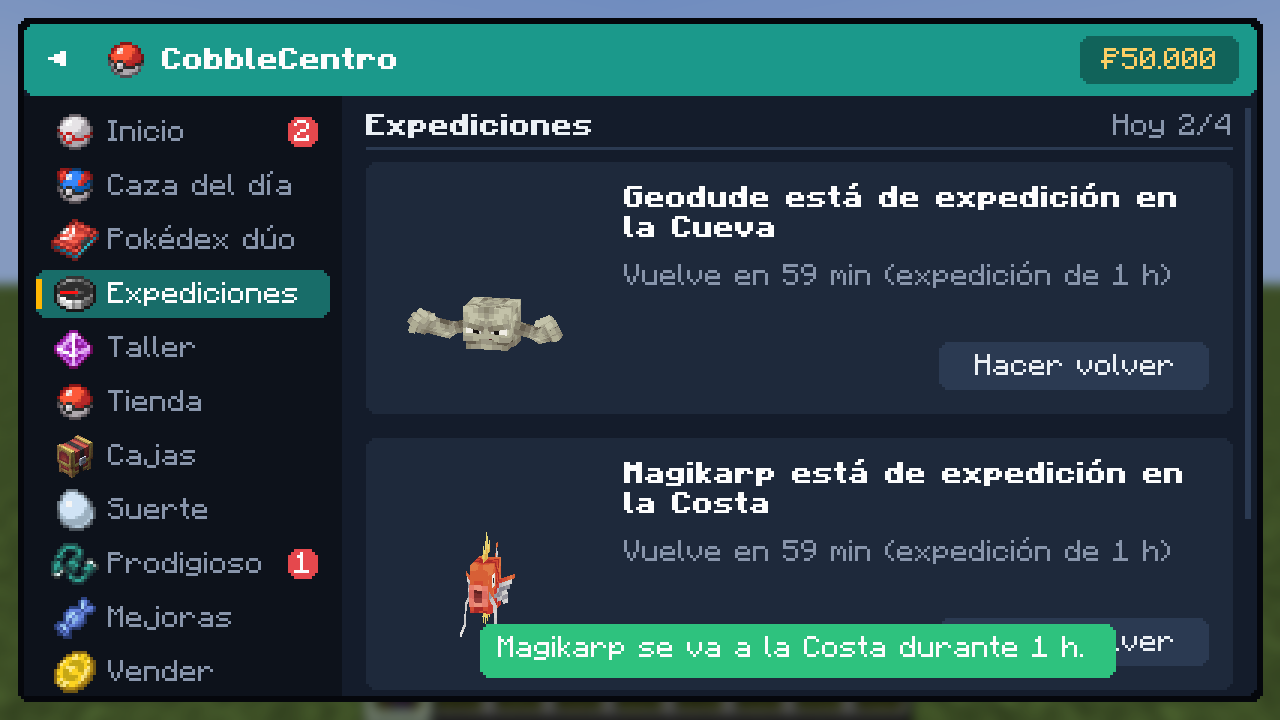 CobbleCentro
₽50.000
Inicio
2
Caza del día
Pokédex dúo
Expediciones
Taller
Tienda
Cajas
Suerte
Prodigioso
1
Mejoras
Vender
Expediciones
Hoy 2/4
Geodude está de expedición en
la Cueva
Vuelve en 59 min (expedición de 1 h)
Hacer volver
Magikarp está de expedición en
la Costa
Vuelve en 59 min (expedición de 1 h)
lver
Magikarp se va a la Costa durante 1 h.